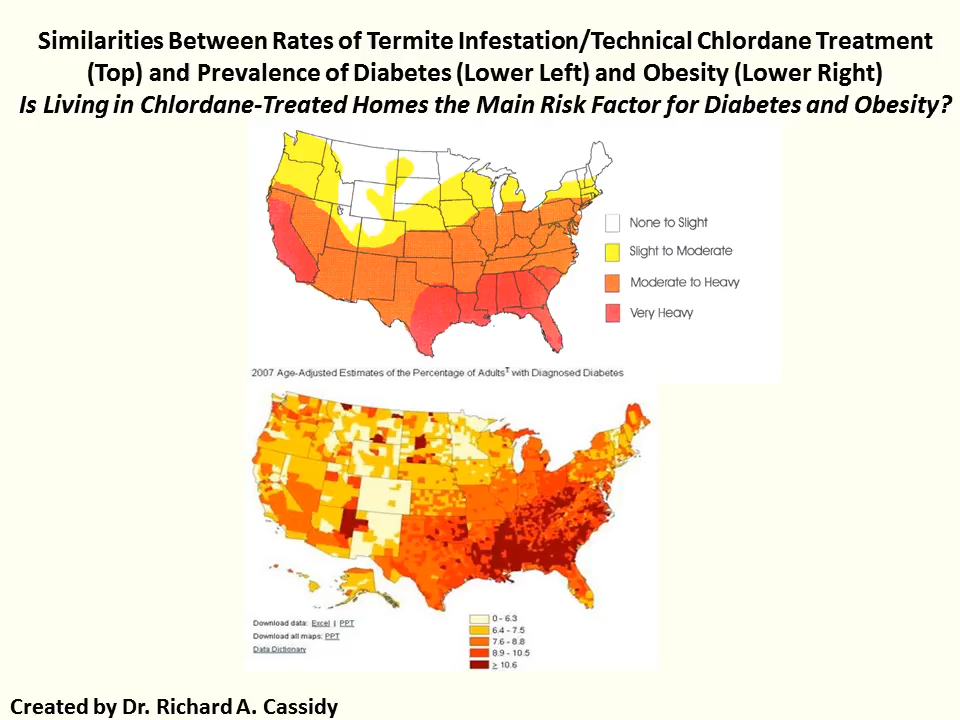 Similarities Between Rates of Termite Infestation/Technical Chlordane Treatment
(Top) and Prevalence of Diabetes (Lower Left) and Obesity (Lower Right)
Is Living in Chlordane-Treated Homes the Main Risk Factor for Diabetes and Obesity?
None to Slight
Slight to Moderate
Moderate to Heavy
Very Heavy
2007 Age-Adjusted Estimates of the Percentage of Adults† with Diagnosed Diabetes
Download data: Excel | PPT
Download all maps: PPT
Data Dictionary
0 - 6.3
6.4 - 7.5
7.6 - 8.8
8.9 - 10.5
≥ 10.6
Created by Dr. Richard A. Cassidy